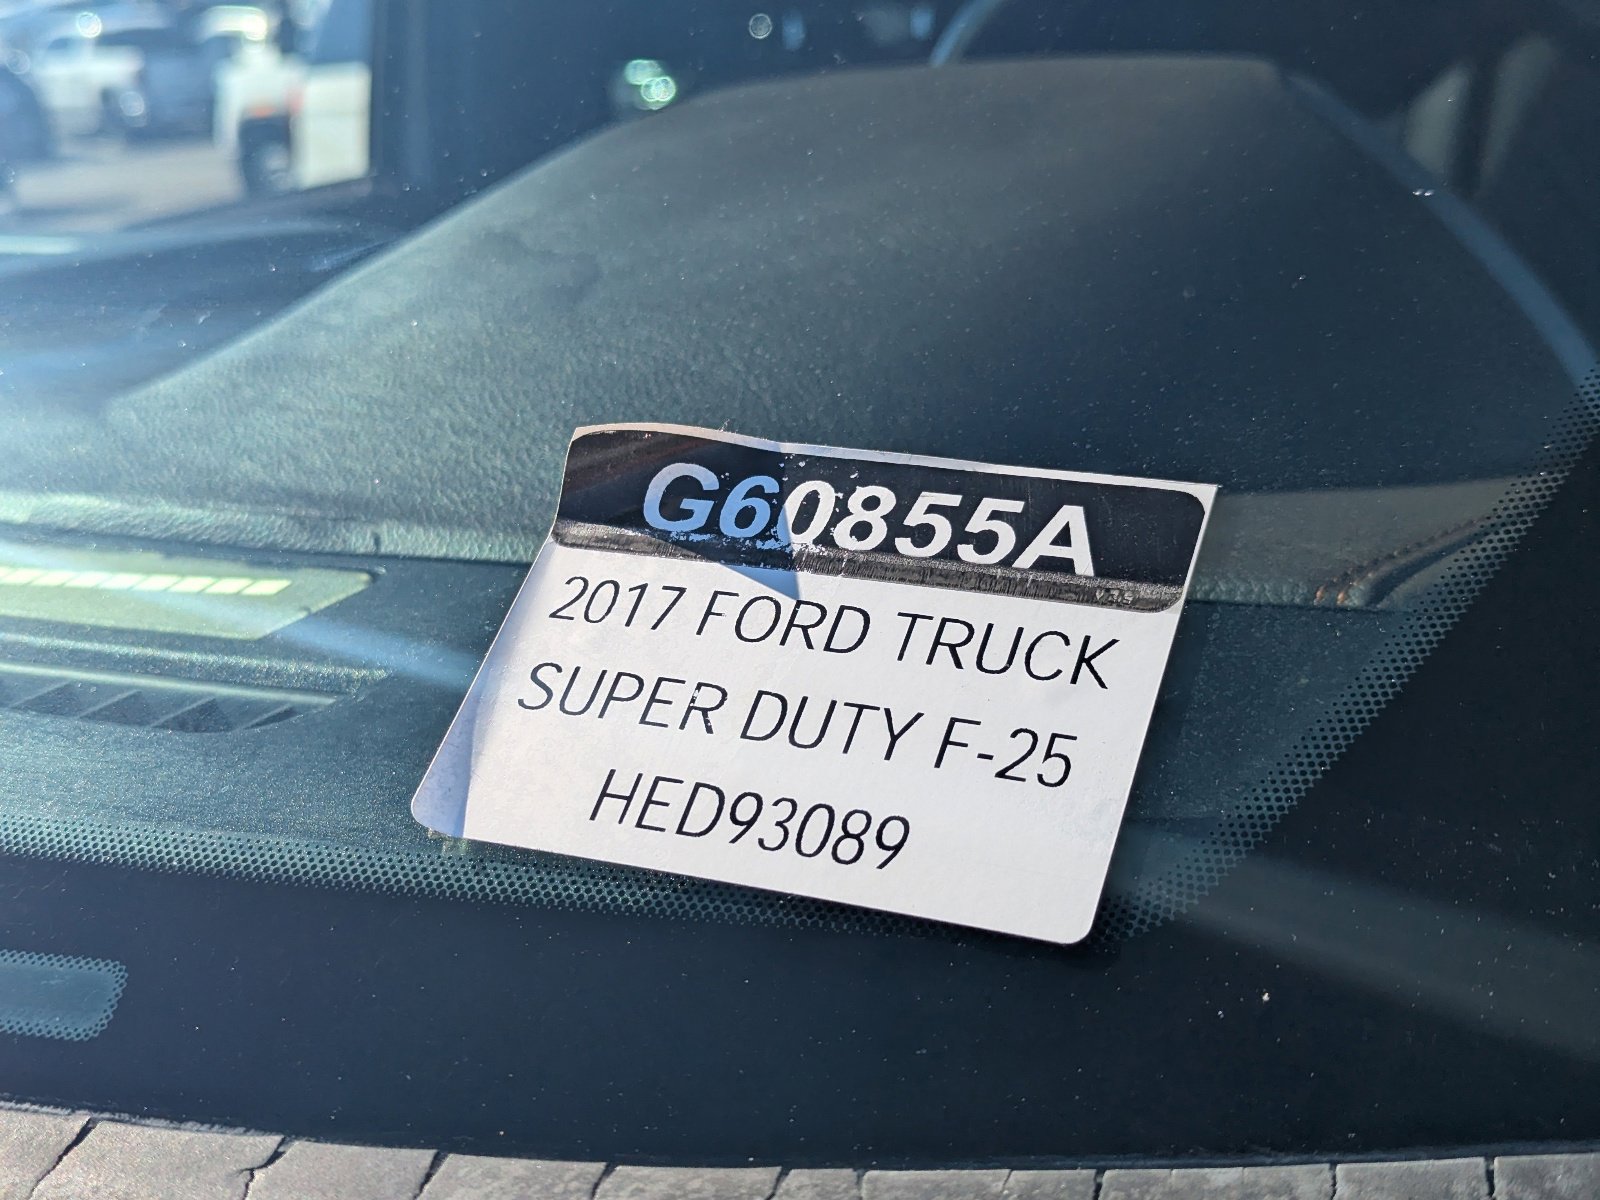 G60855A
2017 FORD TRUCK
SUPER DUTY F-25
HED93089